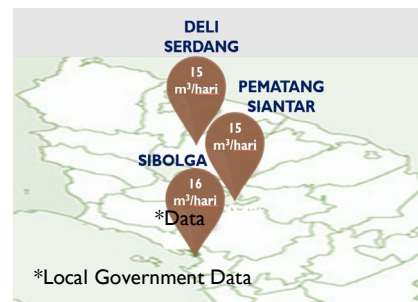 DELI
SERDANG
15
m³/hari
PEMATANG
SIANTAR
15
m³/hari
SIBOLGA
16
m³/hari
*Data
*Local Government Data